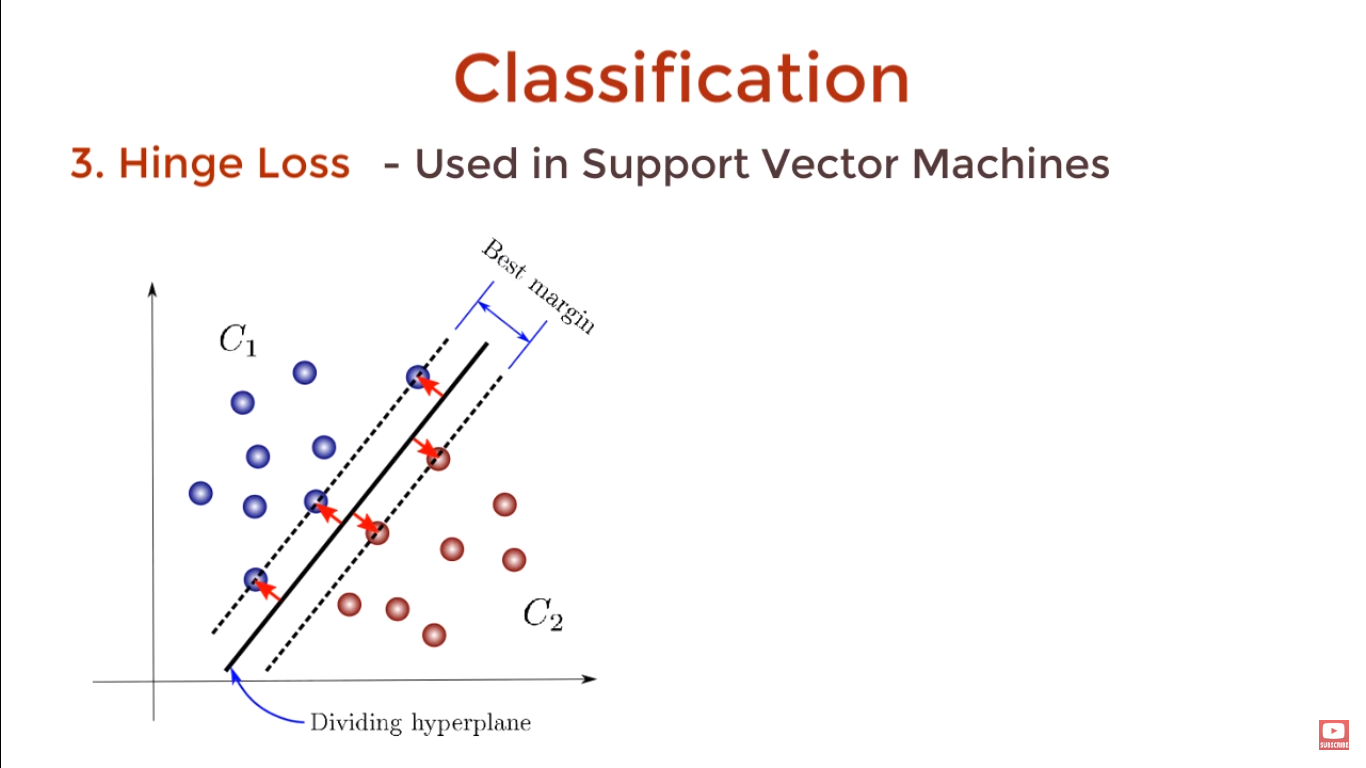 Classification
3. Hinge Loss - Used in Support Vector Machines
Best margin
C₁
C₂
Dividing hyperplane
SUBSCRIBE